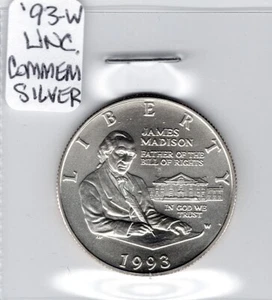 '93-W
UNC.
COMMEM
SILVER
LIBERTY
JAMES
MADISON
FATHER OF THE
BILL OF RIGHTS
IN GOD WE
TRUST
W
1993